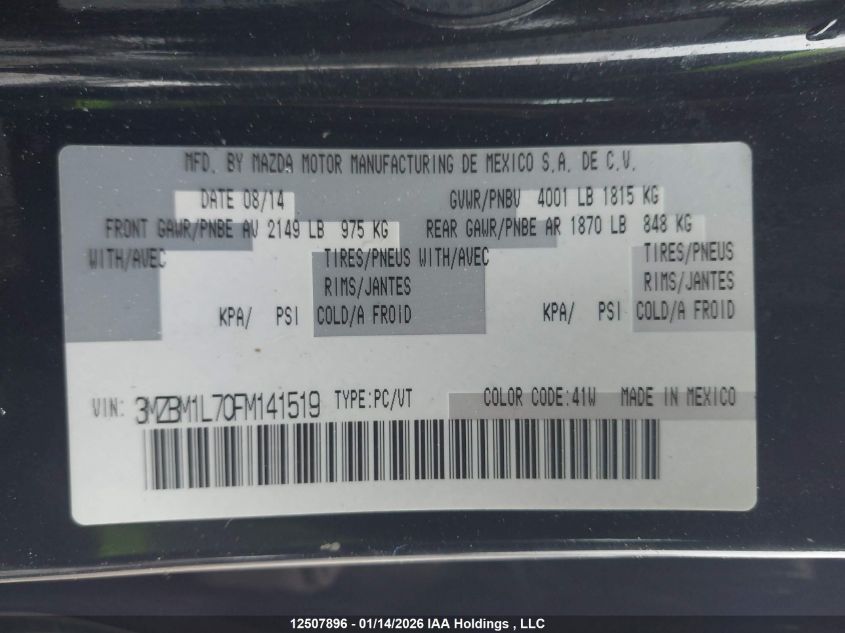 MFD. BY MAZDA MOTOR MANUFACTURING DE MEXICO S.A. DE C.V.
DATE 08/14 GVWR/PNBV 4001 LB 1815 KG
FRONT GAWR/PNBE AV 2149 LB 975 KG REAR GAWR/PNBE AR 1870 LB 848 KG
WITH/AVEC TIRES/PNEUS WITH/AVEC TIRES/PNEUS
RIMS/JANTES RIMS/JANTES
KPA/ PSI COLD/A FROID KPA/ PSI COLD/A FROID
VIN: 3MZBM1L70FM141519 TYPE:PC/VT COLOR CODE:41W MADE IN MEXICO
12507896 - 01/14/2026 IAA Holdings , LLC